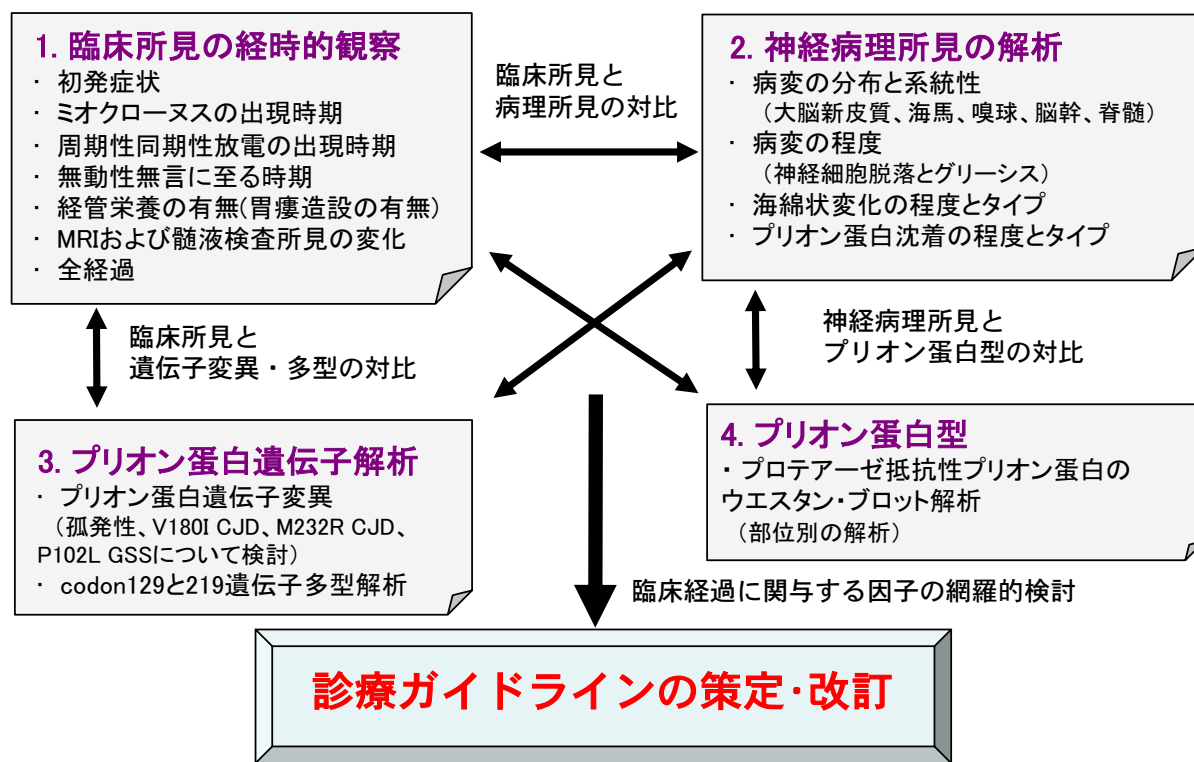 1. 臨床所見の経時的観察
· 初発症状
· ミオクローヌスの出現時期
· 周期性同期性放電の出現時期
· 無動性無言に至る時期
· 経管栄養の有無(胃瘻造設の有無)
· MRIおよび髄液検査所見の変化
· 全経過
臨床所見と
病理所見の対比
2. 神経病理所見の解析
· 病変の分布と系統性
（大脳新皮質、海馬、嗅球、脳幹、脊髄）
· 病変の程度
（神経細胞脱落とグリーシス）
· 海綿状変化の程度とタイプ
· プリオン蛋白沈着の程度とタイプ
臨床所見と
遺伝子変異・多型の対比
神経病理所見と
プリオン蛋白型の対比
3. プリオン蛋白遺伝子解析
· プリオン蛋白遺伝子変異
（孤発性、V180I CJD、M232R CJD、
P102L GSSについて検討）
· codon129と219遺伝子多型解析
4. プリオン蛋白型
・プロテアーゼ抵抗性プリオン蛋白の
ウエスタン・ブロット解析
（部位別の解析）
臨床経過に関与する因子の網羅的検討
診療ガイドラインの策定･改訂